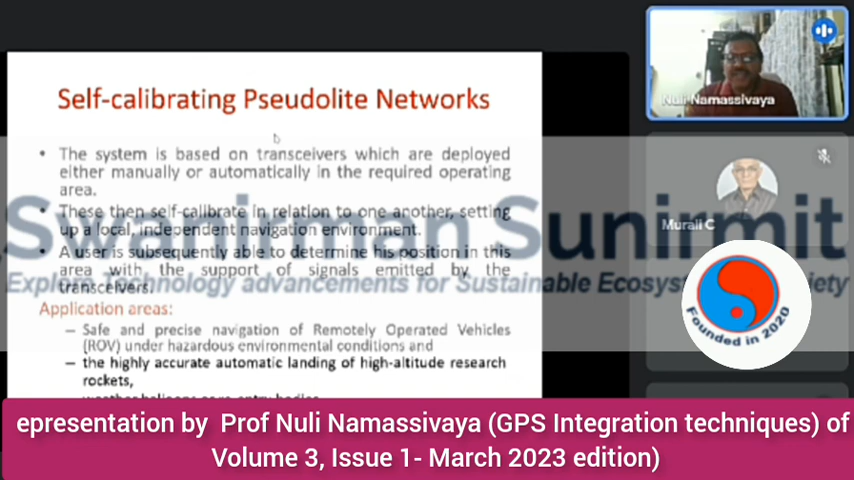 Self-calibrating Pseudolite Networks
• The system is based on transceivers which are deployed
either manually or automatically in the required operating
area.
• These then self-calibrate in relation to one another, setting
up a local, independent navigation environment.
• A user is subsequently able to determine his position in this
area with the support of signals emitted by the
transceivers.
Application areas:
– Safe and precise navigation of Remotely Operated Vehicles
(ROV) under hazardous environmental conditions and
– the highly accurate automatic landing of high-altitude research
rockets,
Nuli Namassivaya
Murali C
Swanirman Sunirmit
technology advancements for Sustainable
Founded in 2020
epresentation by Prof Nuli Namassivaya (GPS Integration techniques) of
Volume 3, Issue 1- March 2023 edition)